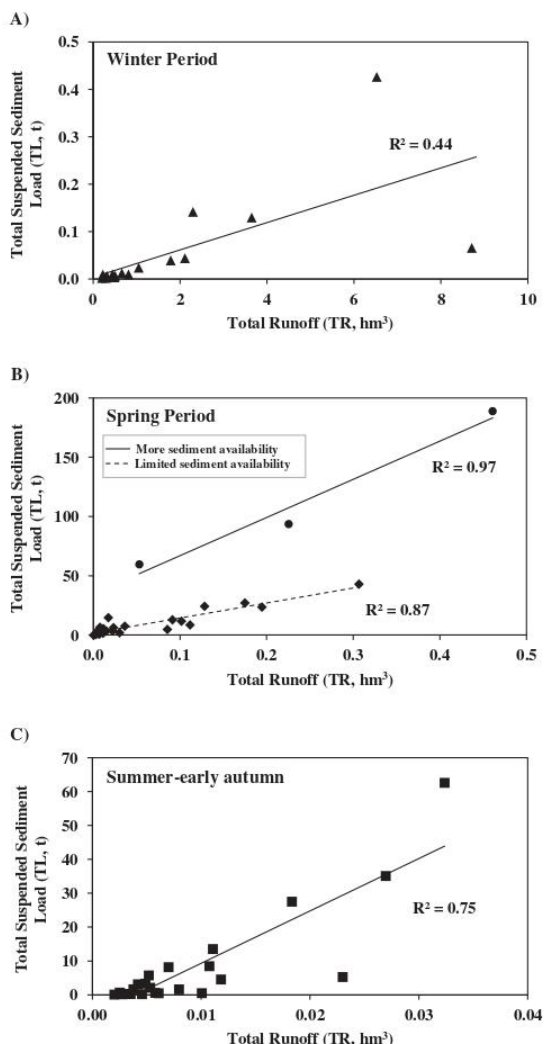 A)
Winter Period
Total Suspended Sediment
Load (TL, t)
0.5
0.4
0.3
0.2
0.1
0.0
R² = 0.44
0 2 4 6 8 10
Total Runoff (TR, hm³)
B)
Spring Period
More sediment availability
Limited sediment availability
Total Suspended Sediment
Load (TL, t)
200
150
100
50
0
R² = 0.97
R² = 0.87
0.0 0.1 0.2 0.3 0.4 0.5
Total Runoff (TR, hm³)
C)
Summer-early autumn
Total Suspended Sediment
Load (TL, t)
70
60
50
40
30
20
10
0
R² = 0.75
0.00 0.01 0.02 0.03 0.04
Total Runoff (TR, hm³)